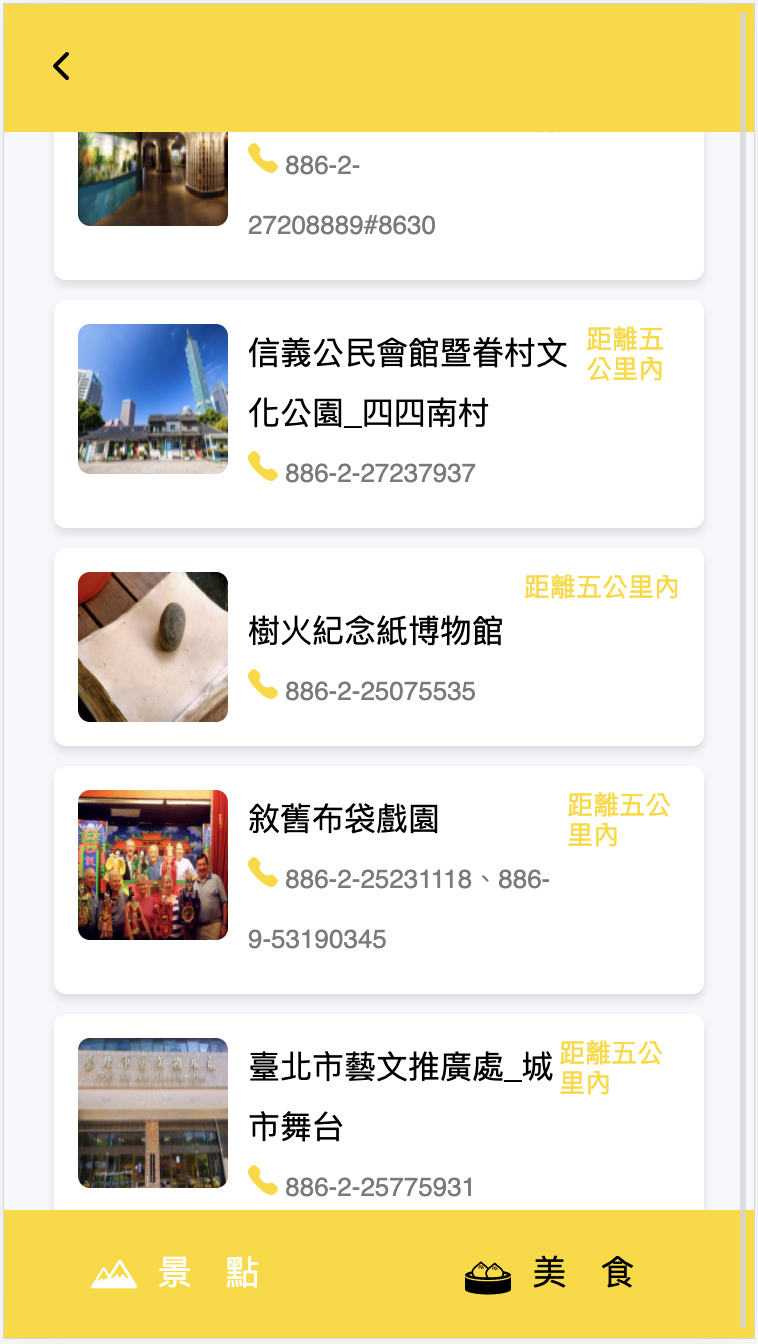 886-2-
27208889#8630
信義公民會館暨眷村文
化公園_四四南村
距離五
公里內
886-2-27237937
距離五公里內
樹火紀念紙博物館
886-2-25075535
敘舊布袋戲園
距離五公
里內
886-2-25231118、886-
9-53190345
臺北市藝文推廣處_城
市舞台
距離五公
里內
886-2-25775931
景 點
美 食